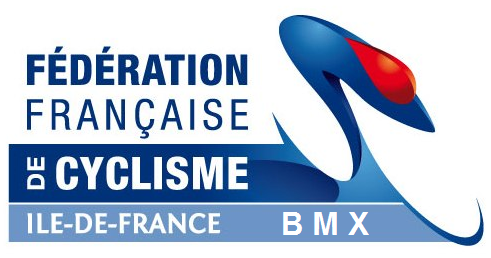 FÉDÉRATION
FRANÇAISE
DE CYCLISME
ILE-DE-FRANCE BMX